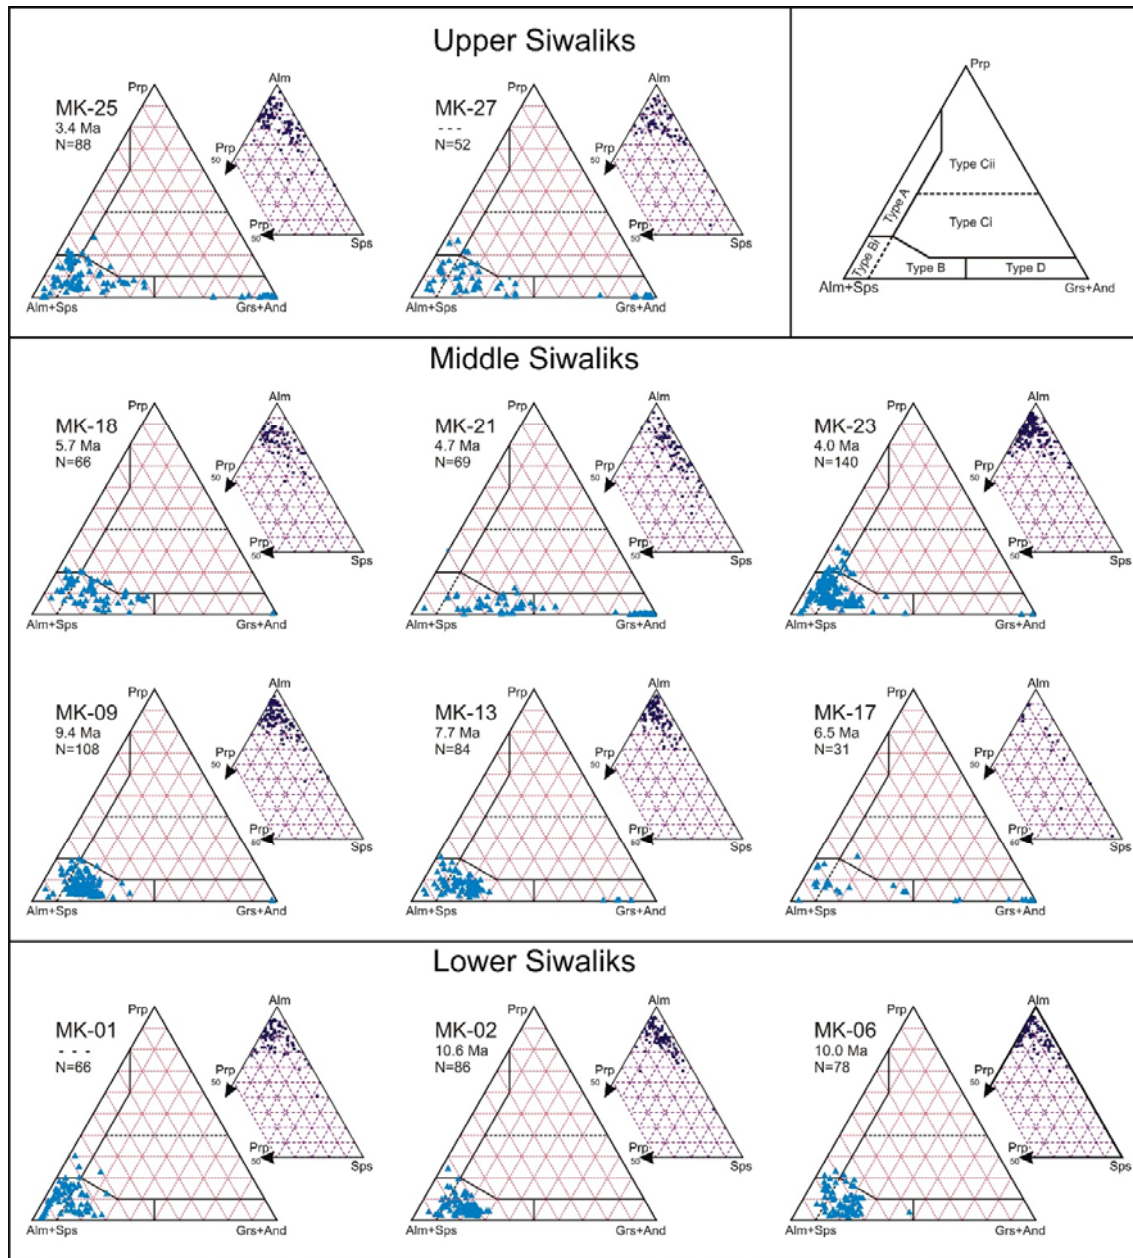 Upper Siwaliks
Prp
MK-25
3.4 Ma
N=88
Alm
Prp
50
Prp
50
Sps
Alm+Sps
Grs+And
Prp
MK-27
- - -
N=52
Alm
Prp
50
Prp
50
Sps
Alm+Sps
Grs+And
Prp
Type Cii
Type A
Type Ci
Type Bi
Type B
Type D
Alm+Sps
Grs+And
Middle Siwaliks
Prp
MK-18
5.7 Ma
N=66
Alm
Prp
50
Prp
50
Sps
Alm+Sps
Grs+And
Prp
MK-21
4.7 Ma
N=69
Alm
Prp
50
Prp
50
Sps
Alm+Sps
Grs+And
Prp
MK-23
4.0 Ma
N=140
Alm
Prp
50
Prp
50
Sps
Alm+Sps
Grs+And
Prp
MK-09
9.4 Ma
N=108
Alm
Prp
50
Prp
50
Sps
Alm+Sps
Grs+And
Prp
MK-13
7.7 Ma
N=84
Alm
Prp
50
Prp
50
Sps
Alm+Sps
Grs+And
Prp
MK-17
6.5 Ma
N=31
Alm
Prp
50
Prp
50
Sps
Alm+Sps
Grs+And
Lower Siwaliks
Prp
MK-01
- - -
N=66
Alm
Prp
50
Prp
50
Sps
Alm+Sps
Grs+And
Prp
MK-02
10.6 Ma
N=86
Alm
Prp
50
Prp
50
Sps
Alm+Sps
Grs+And
Prp
MK-06
10.0 Ma
N=78
Alm
Prp
50
Prp
50
Sps
Alm+Sps
Grs+And